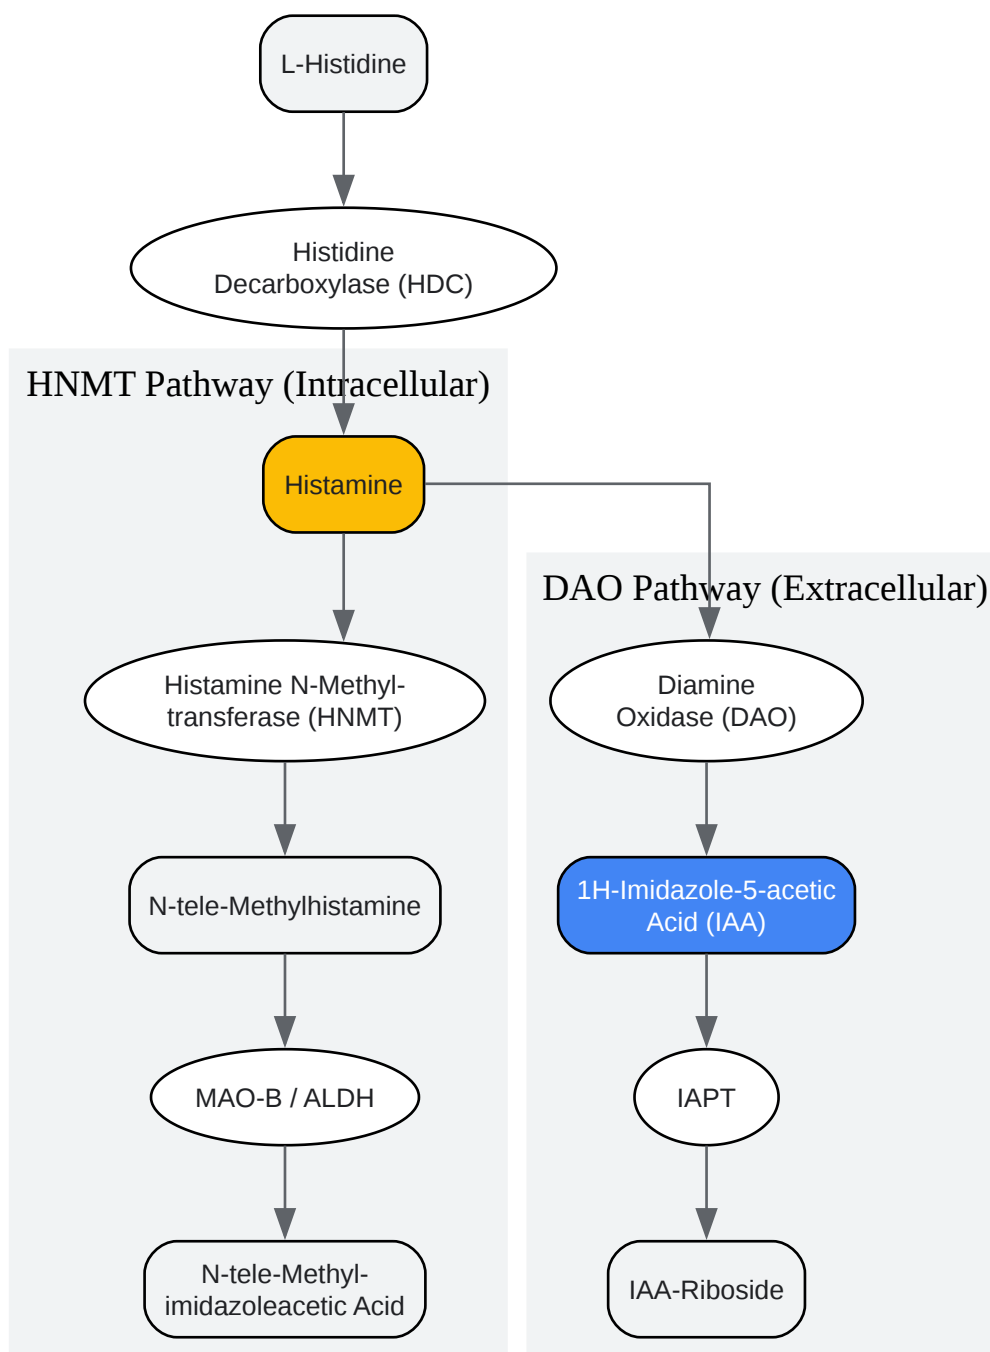 L-Histidine
Histidine
Decarboxylase (HDC)
HNMT Pathway (Intracellular)
Histamine
DAO Pathway (Extracellular)
Histamine N-Methyl-
transferase (HNMT)
Diamine
Oxidase (DAO)
N-tele-Methylhistamine
1H-Imidazole-5-acetic
Acid (IAA)
MAO-B / ALDH
IAPT
N-tele-Methyl-
imidazoleacetic Acid
IAA-Riboside